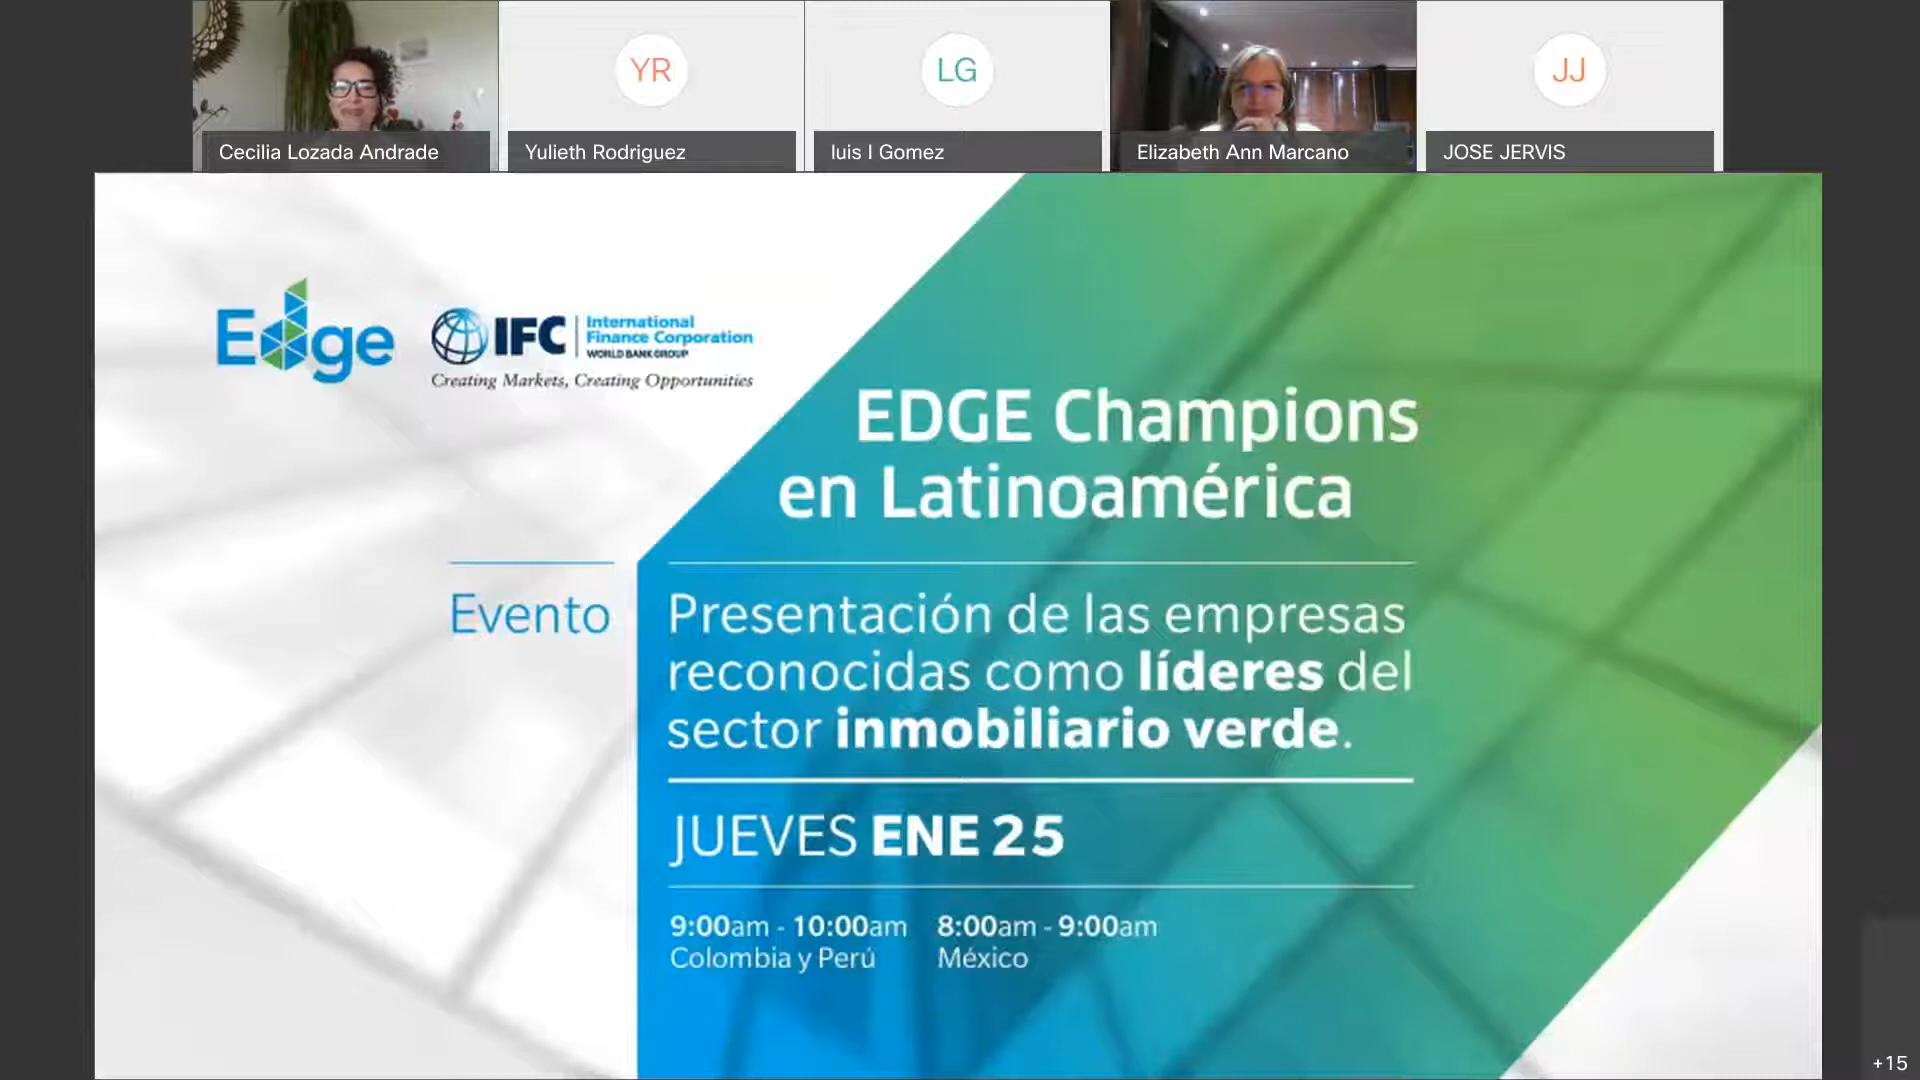 YR
LG
JJ
Cecilia Lozada Andrade
Yulieth Rodriguez
luis I Gomez
Elizabeth Ann Marcano
JOSE JERVIS
Edge
IFC
International
Finance Corporation
WORLD BANK GROUP
Creating Markets, Creating Opportunities
EDGE Champions
en Latinoamérica
Evento
Presentación de las empresas
reconocidas como líderes del
sector inmobiliario verde.
JUEVES ENE 25
9:00am - 10:00am
Colombia y Perú
8:00am - 9:00am
México
+15